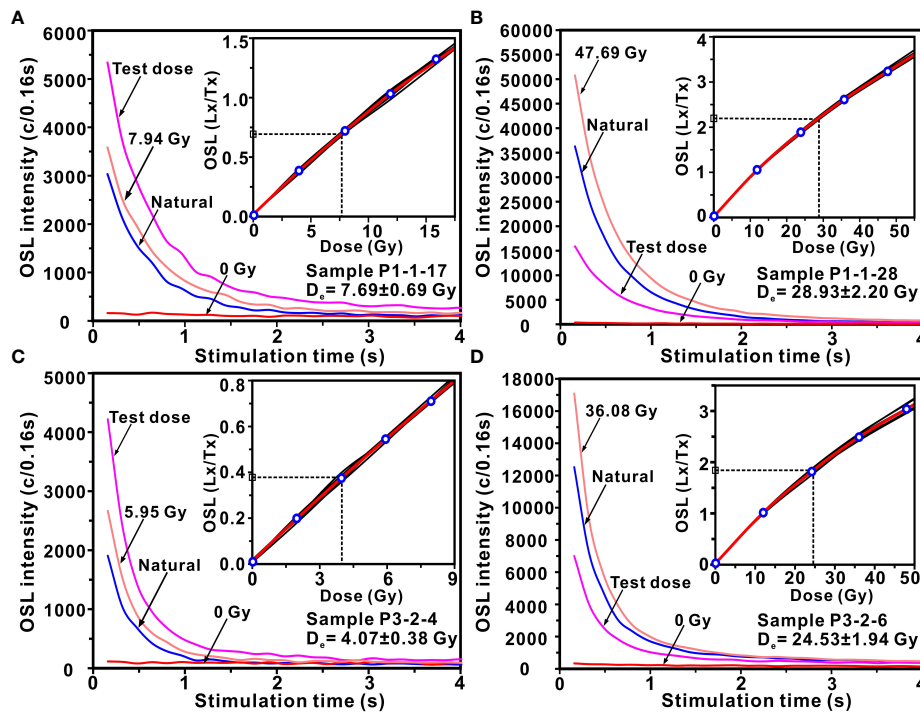 A
OSL intensity (c/0.16s)
6000
5000
4000
3000
2000
1000
0
Test dose
7.94 Gy
Natural
0 Gy
OSL (Lx/Tx)
1.5
1.0
0.5
0.0
0 5 10 15
Dose (Gy)
Sample P1-1-17
De = 7.69±0.69 Gy
0 1 2 3 4
Stimulation time (s)
B
OSL intensity (c/0.16s)
60000
55000
50000
45000
40000
35000
30000
25000
20000
15000
10000
5000
0
47.69 Gy
Natural
Test dose
0 Gy
OSL (Lx/Tx)
4
3
2
1
0
0 10 20 30 40 50
Dose (Gy)
Sample P1-1-28
De = 28.93±2.20 Gy
0 1 2 3 4
Stimulation time (s)
C
OSL intensity (c/0.16s)
5000
4000
3000
2000
1000
0
Test dose
5.95 Gy
Natural
0 Gy
OSL (Lx/Tx)
0.8
0.6
0.4
0.2
0.0
0 3 6 9
Dose (Gy)
Sample P3-2-4
De = 4.07±0.38 Gy
0 1 2 3 4
Stimulation time (s)
D
OSL intensity (c/0.16s)
18000
16000
14000
12000
10000
8000
6000
4000
2000
0
36.08 Gy
Natural
Test dose
0 Gy
OSL (Lx/Tx)
3
2
1
0
0 10 20 30 40 50
Dose (Gy)
Sample P3-2-6
De = 24.53±1.94 Gy
0 1 2 3 4
Stimulation time (s)